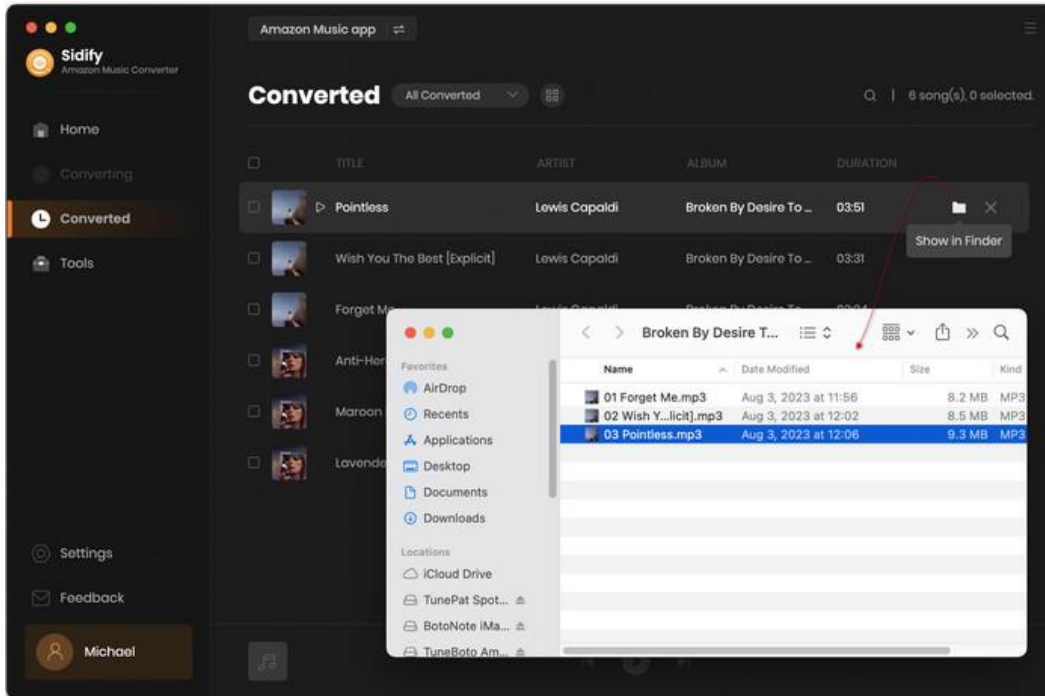 Sidify
Amazon Music Converter
Home
Converting
Converted
Tools
Settings
Feedback
Michael
Amazon Music app
Converted
All Converted
6 song(s), 0 selected.
TITLE ARTIST ALBUM DURATION
Pointless Lewis Capaldi Broken By Desire To ... 03:51
Show in Finder
Wish You The Best [Explicit] Lewis Capaldi Broken By Desire To ... 03:31
Forget Me
Anti-Her
Maroon
Lavende
Broken By Desire T...
Favorites
AirDrop
Recents
Applications
Desktop
Documents
Downloads
Locations
iCloud Drive
TunePat Spot...
BotoNote iMa...
TuneBoto Am...
Name Date Modified Size Kind
01 Forget Me.mp3 Aug 3, 2023 at 11:56 8.2 MB MP3
02 Wish Y...licit].mp3 Aug 3, 2023 at 12:02 8.5 MB MP3
03 Pointless.mp3 Aug 3, 2023 at 12:06 9.3 MB MP3